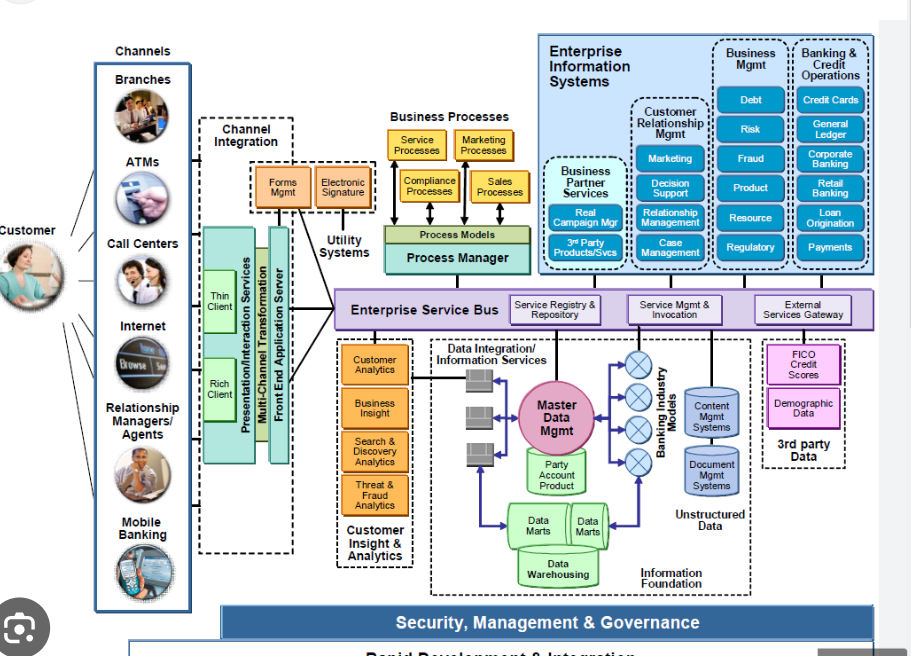 Channels
Customer
Branches
ATMs
Call Centers
Internet
Browse
Relationship
Managers/
Agents
Mobile
Banking
Channel
Integration
Forms
Mgmt
Electronic
Signature
Utility
Systems
Thin
Client
Rich
Client
Presentation/Interaction Services
Multi-Channel Transformation
Front End Application Server
Business Processes
Service
Processes
Marketing
Processes
Compliance
Processes
Sales
Processes
Process Models
Process Manager
Enterprise
Information
Systems
Business
Partner
Services
Real
Campaign Mgr
3rd Party
Products/Svcs
Customer
Relationship
Mgmt
Marketing
Decision
Support
Relationship
Management
Case
Management
Business
Mgmt
Debt
Risk
Fraud
Product
Resource
Regulatory
Banking &
Credit
Operations
Credit Cards
General
Ledger
Corporate
Banking
Retail
Banking
Loan
Origination
Payments
Enterprise Service Bus
Service Registry &
Repository
Service Mgmt &
Invocation
External
Services Gateway
Customer
Analytics
Business
Insight
Search &
Discovery
Analytics
Threat &
Fraud
Analytics
Customer
Insight &
Analytics
Data Integration/
Information Services
Master
Data
Mgmt
Party
Account
Product
Banking Industry
Models
Data
Marts
Data
Marts
Data
Warehousing
Content
Mgmt
Systems
Document
Mgmt
Systems
Unstructured
Data
Information
Foundation
FICO
Credit
Scores
Demographic
Data
3rd party
Data
Security, Management & Governance
Rapid Development & Integration